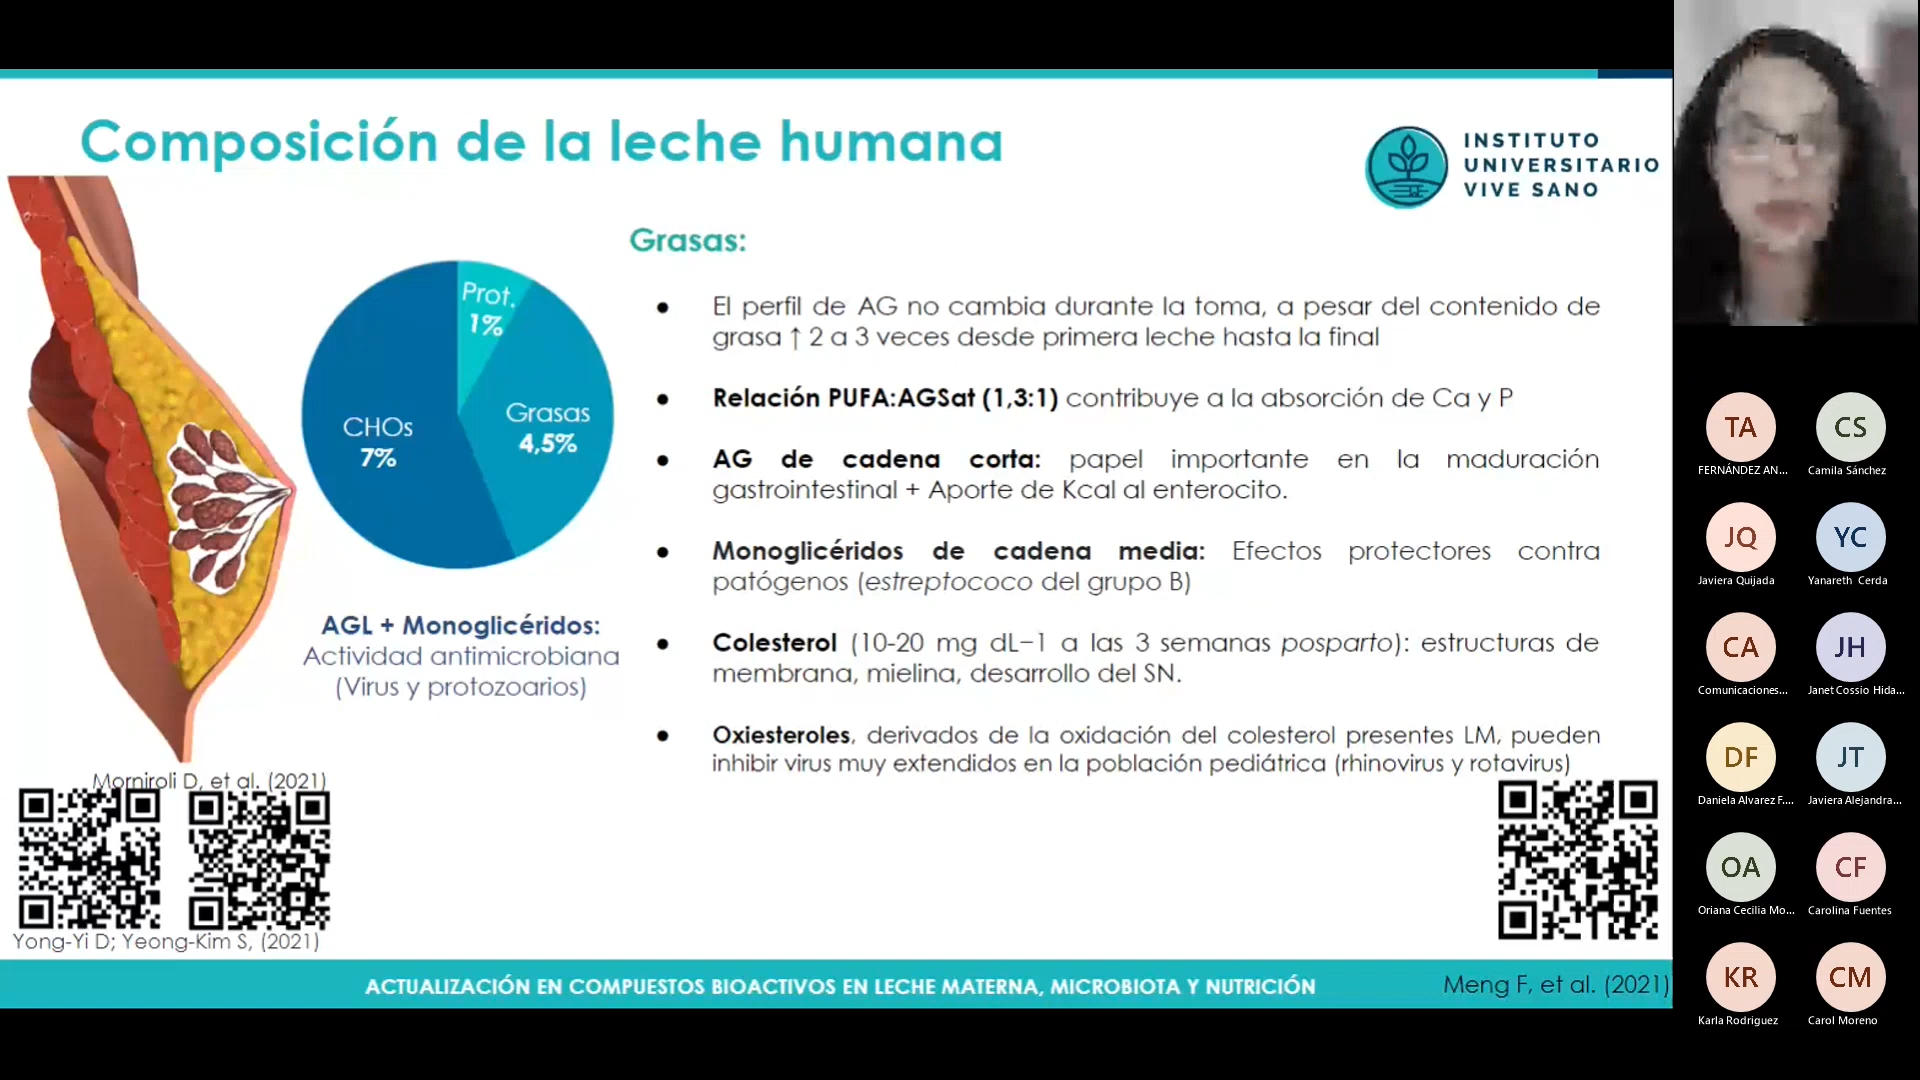 Composición de la leche humana
INSTITUTO
UNIVERSITARIO
VIVE SANO
Prot.
1%
Grasas
4,5%
CHOs
7%
AGL + Monoglicéridos:
Actividad antimicrobiana
(Virus y protozoarios)
Grasas:
● El perfil de AG no cambia durante la toma, a pesar del contenido de
grasa ↑ 2 a 3 veces desde primera leche hasta la final
● Relación PUFA:AGSat (1,3:1) contribuye a la absorción de Ca y P
● AG de cadena corta: papel importante en la maduración
gastrointestinal + Aporte de Kcal al enterocito.
● Monoglicéridos de cadena media: Efectos protectores contra
patógenos (estreptococo del grupo B)
● Colesterol (10-20 mg dL−1 a las 3 semanas posparto): estructuras de
membrana, mielina, desarrollo del SN.
● Oxiesteroles, derivados de la oxidación del colesterol presentes LM, pueden
inhibir virus muy extendidos en la población pediátrica (rhinovirus y rotavirus)
Morniroli D, et al. (2021)
Yong-Yi D; Yeong-Kim S, (2021)
ACTUALIZACIÓN EN COMPUESTOS BIOACTIVOS EN LECHE MATERNA, MICROBIOTA Y NUTRICIÓN
Meng F, et al. (2021)
TA
FERNÁNDEZ AN...
CS
Camila Sánchez
JQ
Javiera Quijada
YC
Yanareth Cerda
CA
Comunicaciones...
JH
Janet Cossio Hida...
DF
Daniela Alvarez F....
JT
Javiera Alejandra...
OA
Oriana Cecilia Mo...
CF
Carolina Fuentes
KR
Karla Rodriguez
CM
Carol Moreno